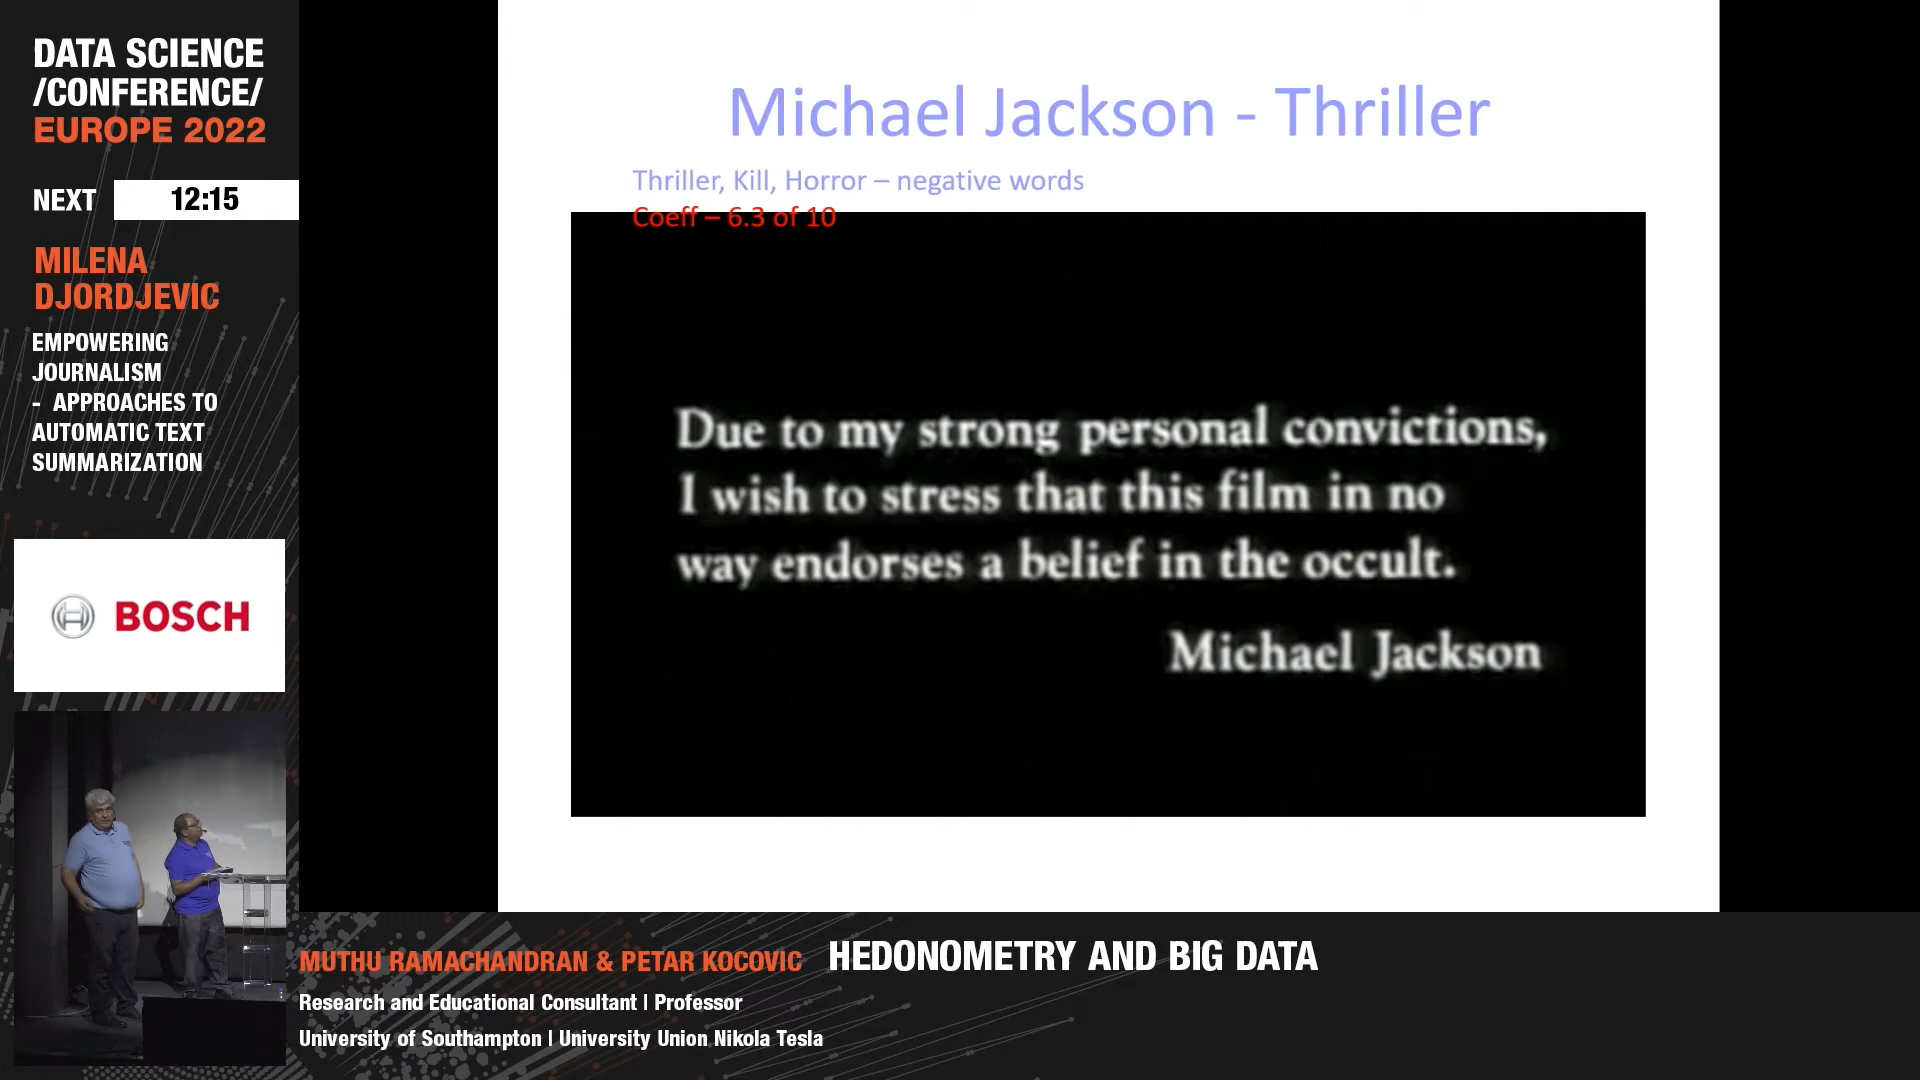 DATA SCIENCE
/CONFERENCE/
EUROPE 2022
NEXT 12:15
MILENA
DJORDJEVIC
EMPOWERING
JOURNALISM
- APPROACHES TO
AUTOMATIC TEXT
SUMMARIZATION
BOSCH
Michael Jackson - Thriller
Thriller, Kill, Horror – negative words
Coeff – 6.3 of 10
Due to my strong personal convictions,
I wish to stress that this film in no
way endorses a belief in the occult.
Michael Jackson
MUTHU RAMACHANDRAN & PETAR KOCOVIC HEDONOMETRY AND BIG DATA
Research and Educational Consultant | Professor
University of Southampton | University Union Nikola Tesla